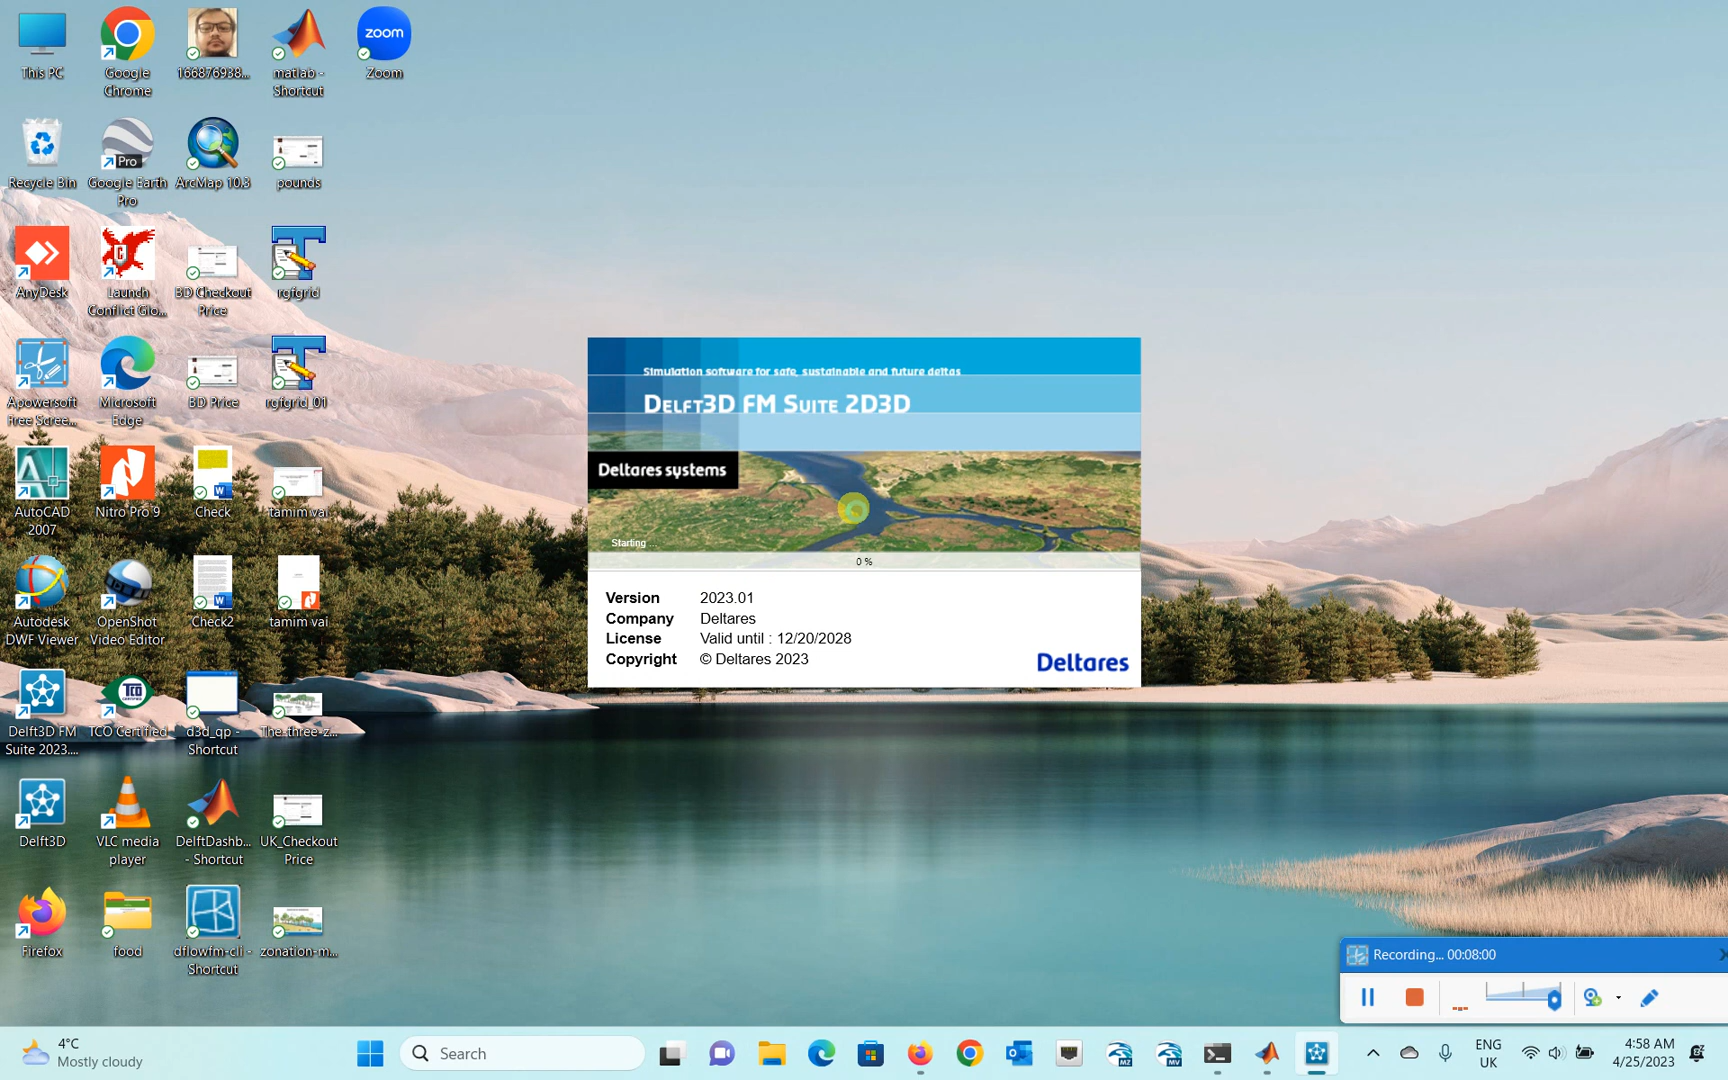 This PC
Google
Chrome
166876938...
matlab -
Shortcut
zoom
Zoom
Recycle Bin
Pro
Google Earth
Pro
ArcMap 10.3
pounds
AnyDesk
Launch
Conflict Glo...
BD Checkout
Price
rgfgrid
Apowersoft
Free Scree...
Microsoft
Edge
BD Price
rgfgrid_01
AutoCAD
2007
Nitro Pro 9
Check
tamim vai
Autodesk
DWF Viewer
OpenShot
Video Editor
Check2
tamim vai
Delft3D FM
Suite 2023....
TCO Certified
d3d_qp -
Shortcut
The-three-z...
Delft3D
VLC media
player
DelftDashb...
- Shortcut
UK_Checkout
Price
Firefox
food
dflowfm-cli -
Shortcut
zonation-m...
Simulation software for safe, sustainable and future deltas
DELFT3D FM SUITE 2D3D
Deltares systems
Starting ...
0 %
Version 2023.01
Company Deltares
License Valid until : 12/20/2028
Copyright © Deltares 2023
Deltares
Recording... 00:08:00
4°C
Mostly cloudy
Search
MZ
MV
ENG
UK
4:58 AM
4/25/2023